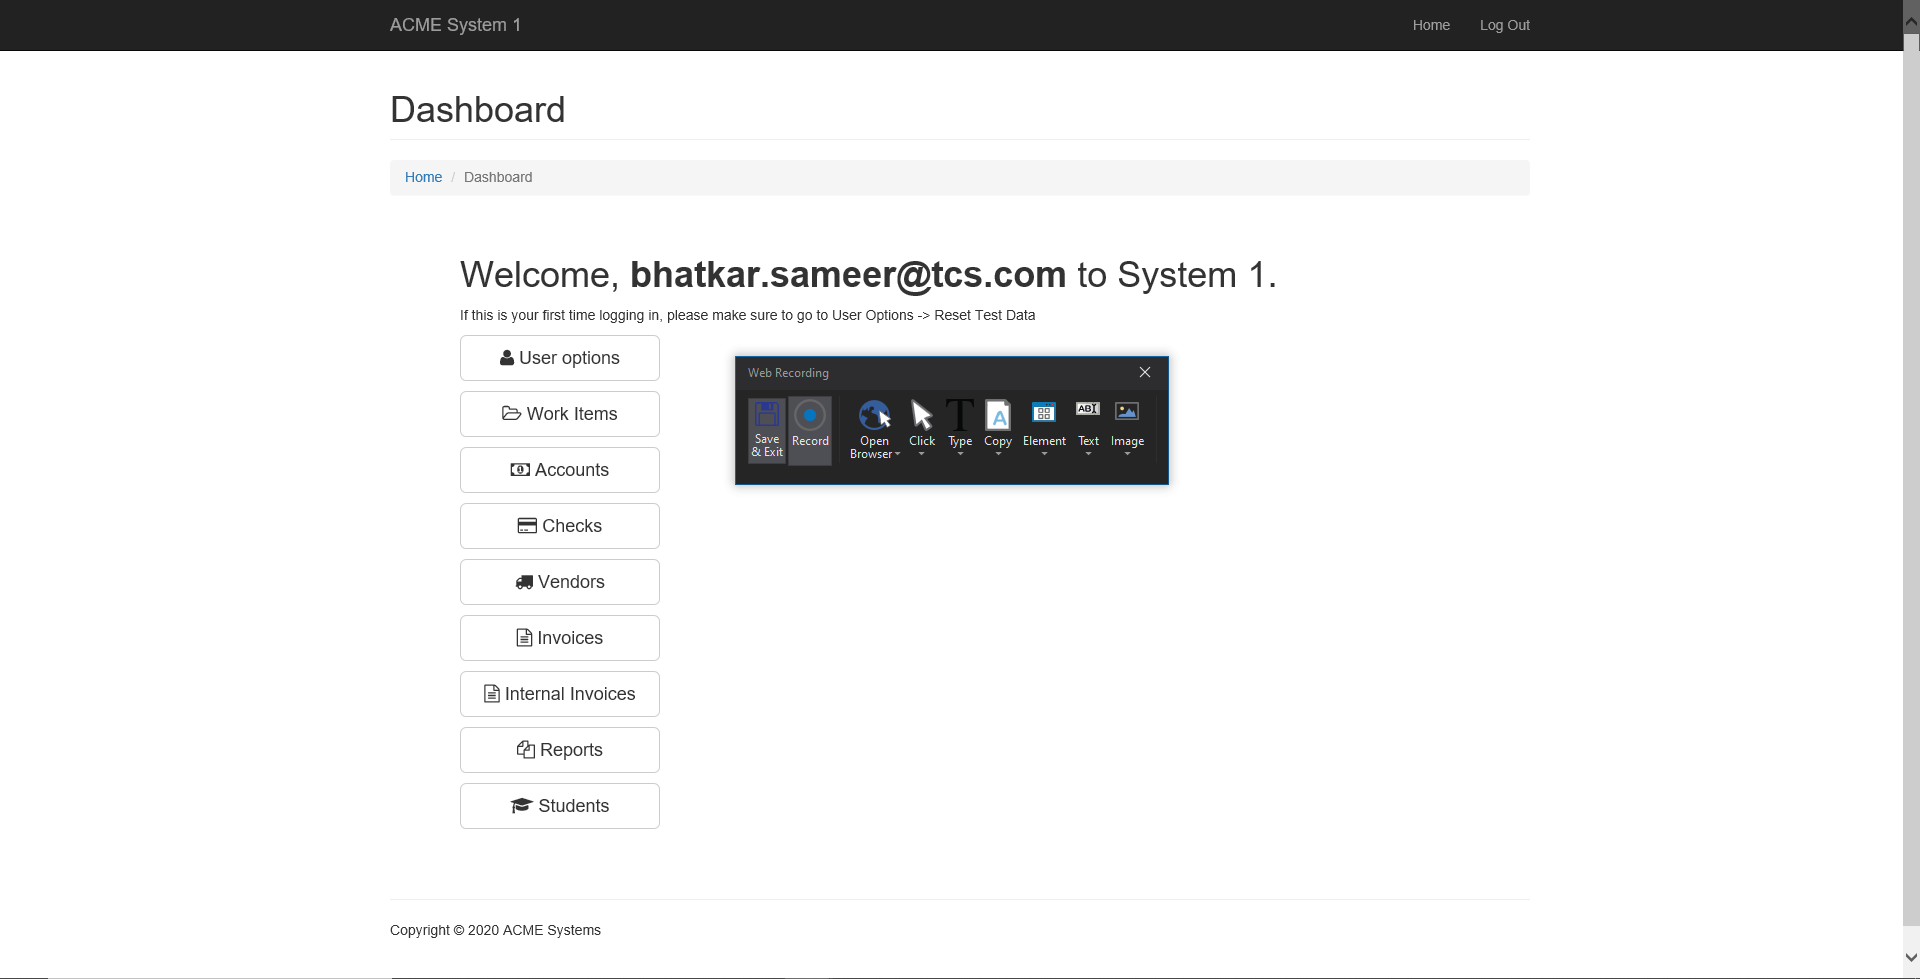 ACME System 1
Home
Log Out
Dashboard
Home / Dashboard
Welcome, bhatkar.sameer@tcs.com to System 1.
If this is your first time logging in, please make sure to go to User Options -> Reset Test Data
User options
Work Items
Accounts
Checks
Vendors
Invoices
Internal Invoices
Reports
Students
Web Recording
Save & Exit
Record
Open Browser
Click
Type
Copy
Element
Text
Image
Copyright © 2020 ACME Systems